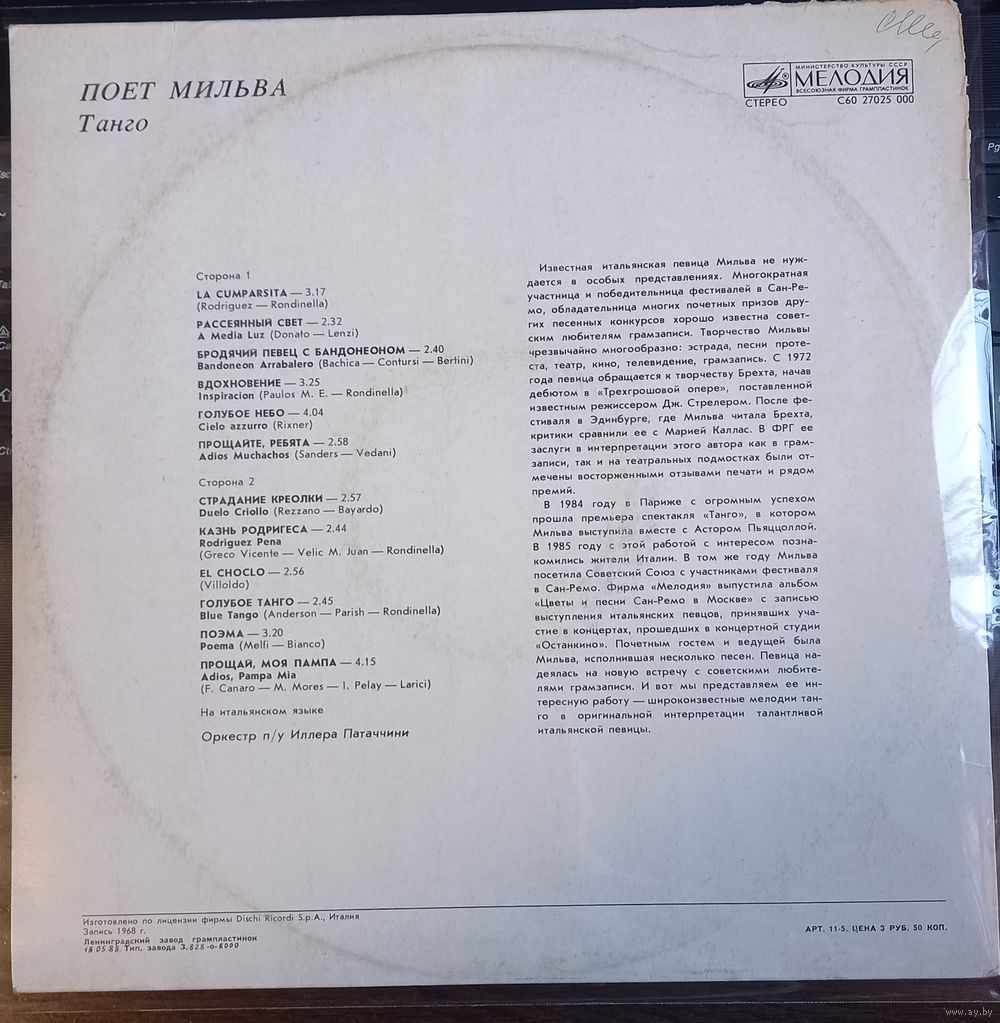 ПОЕТ МИЛЬВА
Танго
МИНИСТЕРСТВО КУЛЬТУРЫ СССР
МЕЛОДИЯ
ВСЕСОЮЗНАЯ ФИРМА ГРАМПЛАСТИНОК
СТЕРЕО С60 27025 000
Сторона 1
LA CUMPARSITA — 3.17
(Rodriguez — Rondinella)
РАССЕЯННЫЙ СВЕТ — 2.32
A Media Luz (Donato — Lenzi)
БРОДЯЧИЙ ПЕВЕЦ С БАНДОНЕОНОМ — 2.40
Bandoneon Arrabalero (Bachica — Contursi — Bertini)
ВДОХНОВЕНИЕ — 3.25
Inspiracion (Paulos M. E. — Rondinella)
ГОЛУБОЕ НЕБО — 4.04
Cielo azzurro (Rixner)
ПРОЩАЙТЕ, РЕБЯТА — 2.58
Adios Muchachos (Sanders — Vedani)
Сторона 2
СТРАДАНИЕ КРЕОЛКИ — 2.57
Duelo Criollo (Rezzano — Bayardo)
КАЗНЬ РОДРИГЕСА — 2.44
Rodriguez Pena
(Greco Vicente — Velic M. Juan — Rondinella)
EL CHOCLO — 2.56
(Villoldo)
ГОЛУБОЕ ТАНГО — 2.45
Blue Tango (Anderson — Parish — Rondinella)
ПОЭМА — 3.20
Poema (Melfi — Bianco)
ПРОЩАЙ, МОЯ ПАМПА — 4.15
Adios, Pampa Mia
(F. Canaro — M. Mores — I. Pelay — Larici)
На итальянском языке
Оркестр п/у Иллера Патаччини
Известная итальянская певица Мильва не нуж-
дается в особых представлениях. Многократная
участница и победительница фестивалей в Сан-Ре-
мо, обладательница многих почетных призов дру-
гих песенных конкурсов хорошо известна совет-
ским любителям грамзаписи. Творчество Мильвы
чрезвычайно многообразно: эстрада, песни проте-
ста, театр, кино, телевидение, грамзапись. С 1972
года певица обращается к творчеству Брехта, начав
дебютом в «Трехгрошовой опере», поставленной
известным режиссером Дж. Стрелером. После фе-
стиваля в Эдинбурге, где Мильва читала Брехта,
критики сравнили ее с Марией Каллас. В ФРГ ее
заслуги в интерпретации этого автора как в грам-
записи, так и на театральных подмостках были от-
мечены восторженными отзывами печати и рядом
премий.
В 1984 году в Париже с огромным успехом
прошла премьера спектакля «Танго», в котором
Мильва выступила вместе с Астором Пьяццоллой.
В 1985 году с этой работой с интересом позна-
комились жители Италии. В том же году Мильва
посетила Советский Союз с участниками фестиваля
в Сан-Ремо. Фирма «Мелодия» выпустила альбом
«Цветы и песни Сан-Ремо в Москве» с записью
выступления итальянских певцов, принявших уча-
стие в концертах, прошедших в концертной студии
«Останкино». Почетным гостем и ведущей была
Мильва, исполнившая несколько песен. Певица на-
деялась на новую встречу с советскими любите-
лями грамзаписи. И вот мы представляем ее ин-
тересную работу — широкоизвестные мелодии тан-
го в оригинальной интерпретации талантливой
итальянской певицы.
Изготовлено по лицензии фирмы Dischi Ricordi S.p.A., Италия
Запись 1968 г.
Ленинградский завод грампластинок
18.05.88. Тип. завода З.828-о-6000
АРТ. 11-5. ЦЕНА 3 РУБ. 50 КОП.
www.ay.by